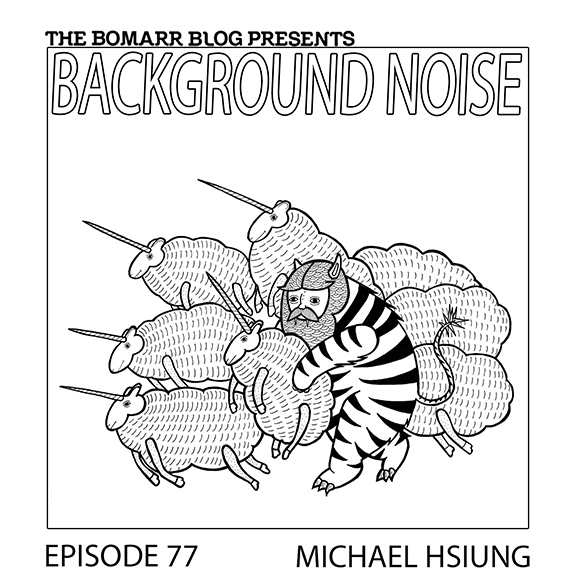 THE BOMARR BLOG PRESENTS
BACKGROUND NOISE
EPISODE 77 MICHAEL HSIUNG